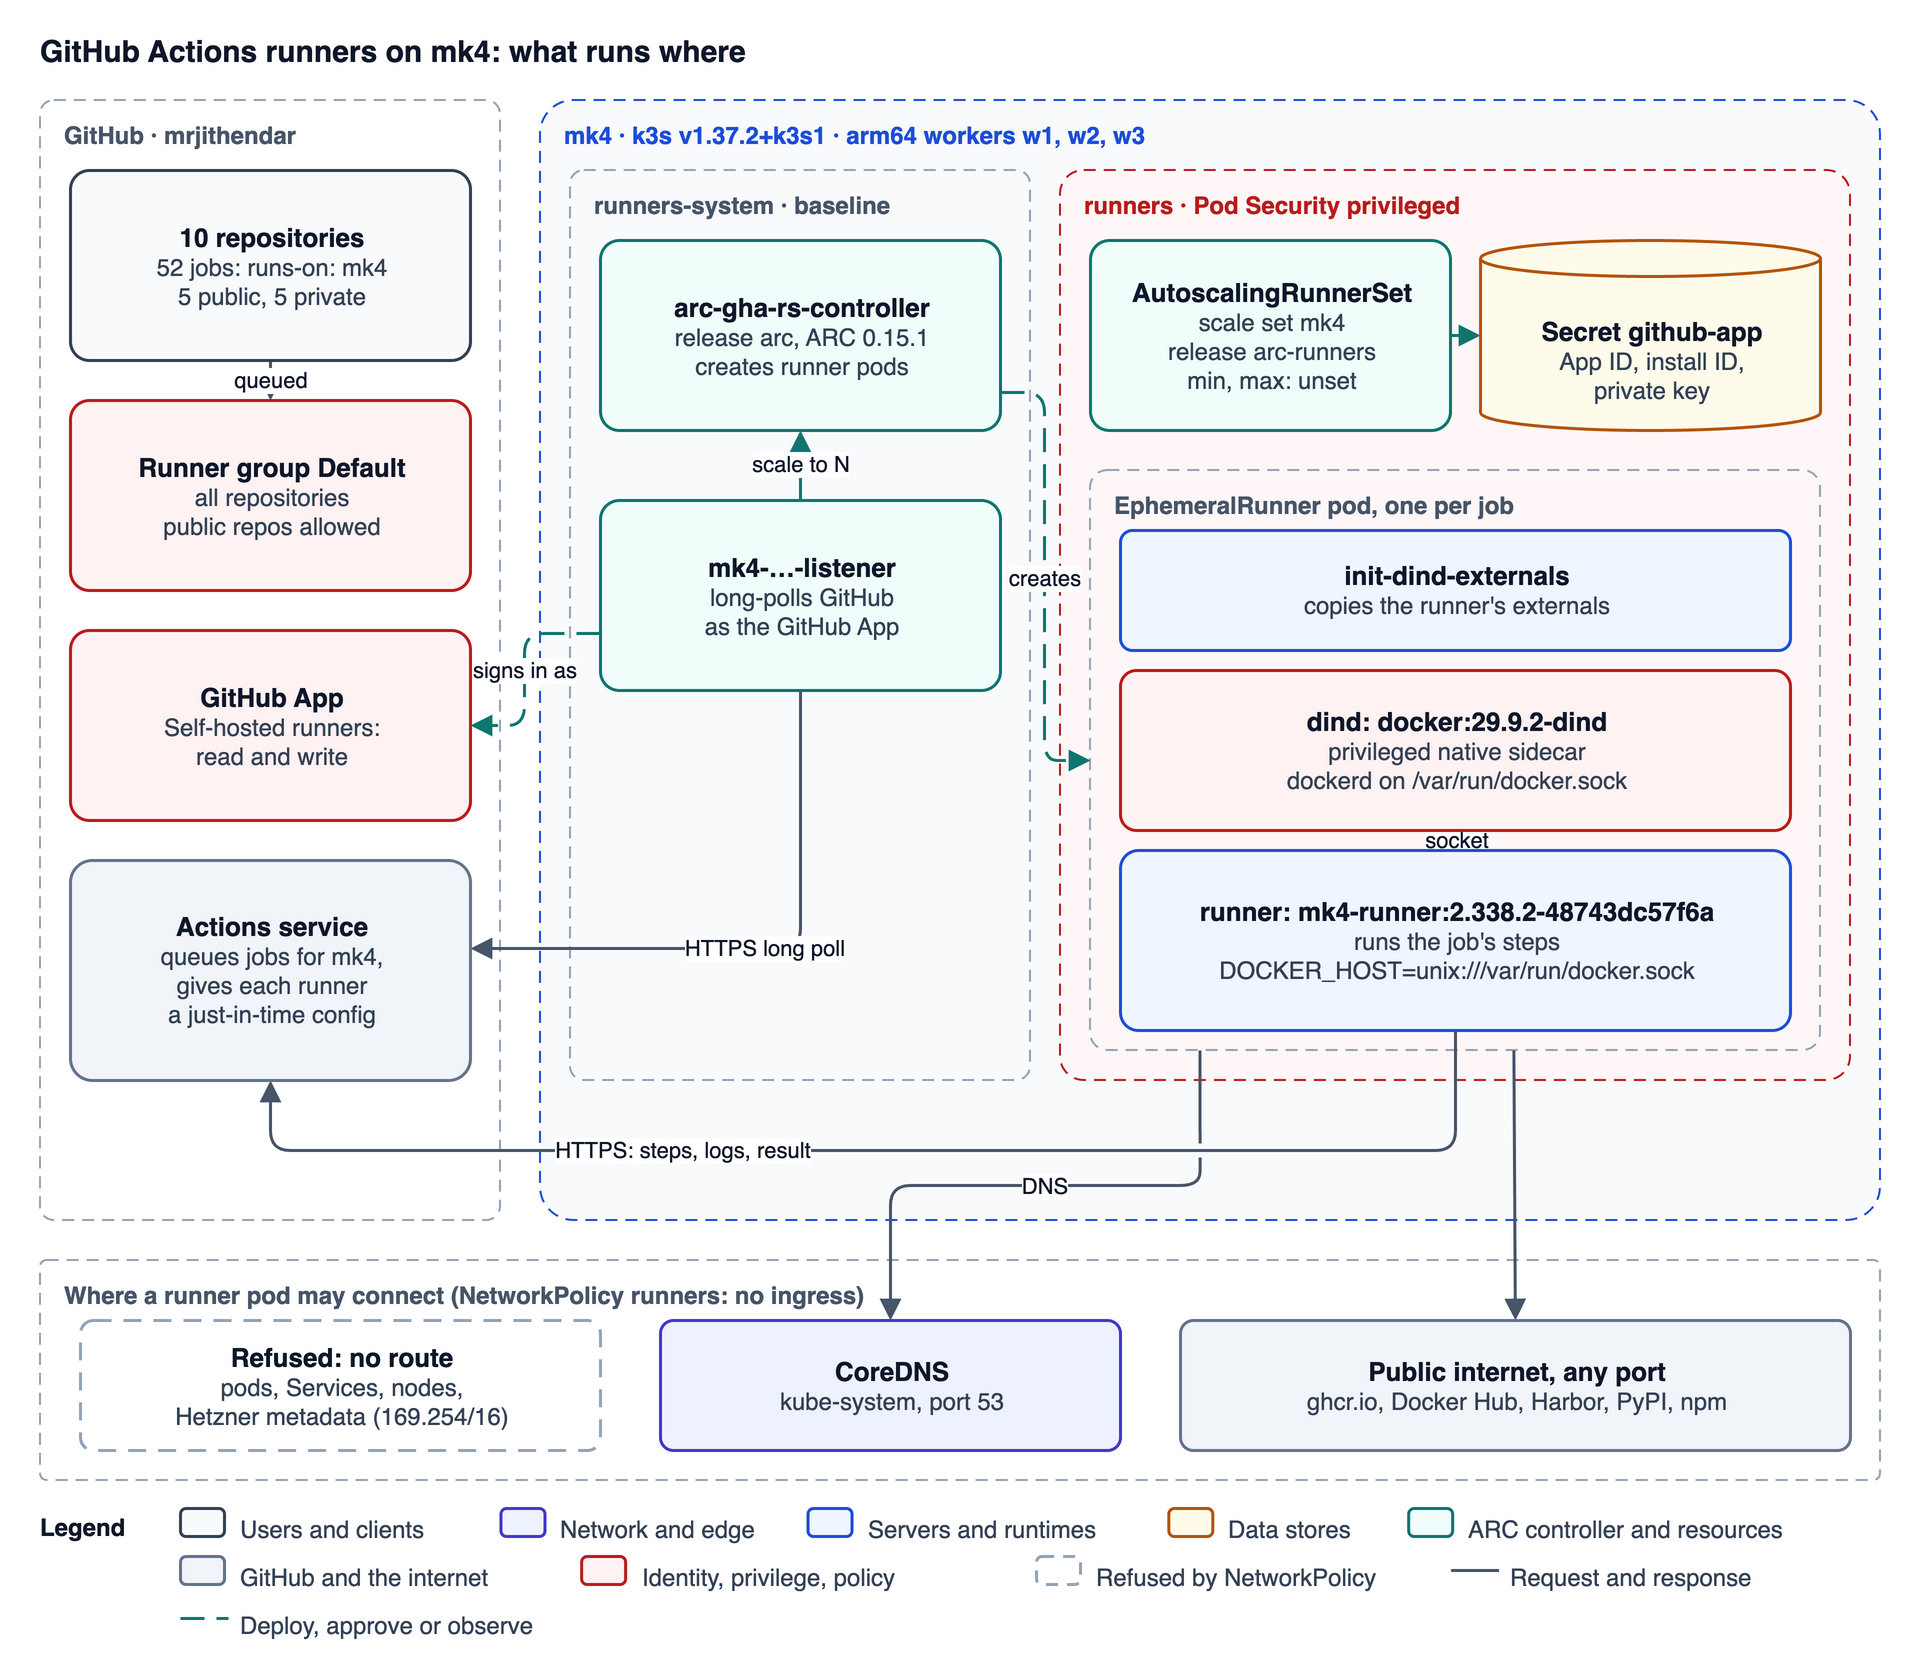 GitHub Actions runners on mk4: what runs where
GitHub · mrjithendar
10 repositories
52 jobs: runs-on: mk4
5 public, 5 private
queued
Runner group Default
all repositories
public repos allowed
GitHub App
Self-hosted runners:
read and write
Actions service
queues jobs for mk4,
gives each runner
a just-in-time config
mk4 · k3s v1.37.2+k3s1 · arm64 workers w1, w2, w3
runners-system · baseline
arc-gha-rs-controller
release arc, ARC 0.15.1
creates runner pods
scale to N
mk4-…-listener
long-polls GitHub
as the GitHub App
signs in as
creates
HTTPS long poll
runners · Pod Security privileged
AutoscalingRunnerSet
scale set mk4
release arc-runners
min, max: unset
Secret github-app
App ID, install ID,
private key
EphemeralRunner pod, one per job
init-dind-externals
copies the runner's externals
dind: docker:29.9.2-dind
privileged native sidecar
dockerd on /var/run/docker.sock
socket
runner: mk4-runner:2.338.2-48743dc57f6a
runs the job's steps
DOCKER_HOST=unix:///var/run/docker.sock
HTTPS: steps, logs, result
DNS
Where a runner pod may connect (NetworkPolicy runners: no ingress)
Refused: no route
pods, Services, nodes,
Hetzner metadata (169.254/16)
CoreDNS
kube-system, port 53
Public internet, any port
ghcr.io, Docker Hub, Harbor, PyPI, npm
Legend
Users and clients
Network and edge
Servers and runtimes
Data stores
ARC controller and resources
GitHub and the internet
Identity, privilege, policy
Refused by NetworkPolicy
Request and response
Deploy, approve or observe